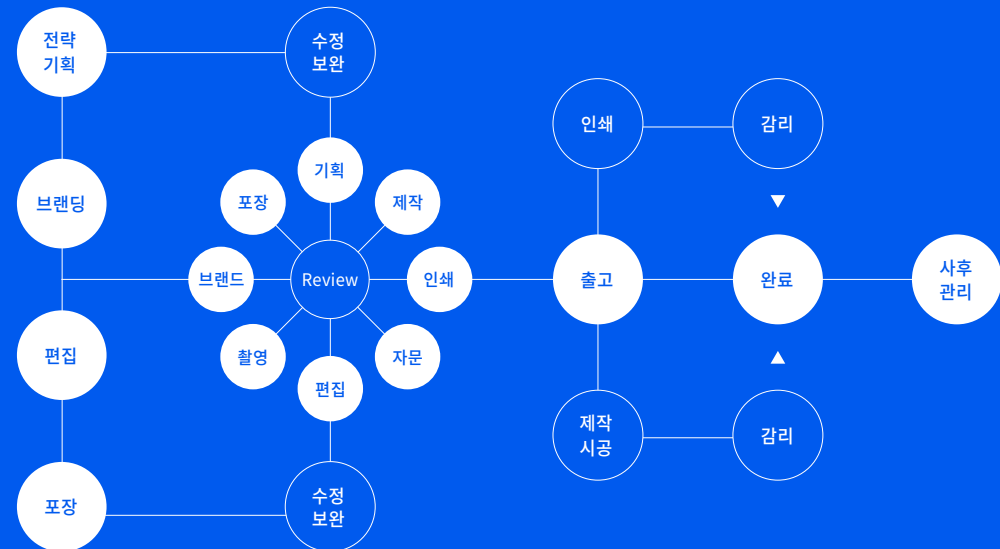 전략
기획
수정
보완
인쇄
감리
기획
포장
제작
브랜딩
브랜드
Review
인쇄
출고
완료
사후
관리
편집
촬영
자문
편집
제작
시공
감리
포장
수정
보완